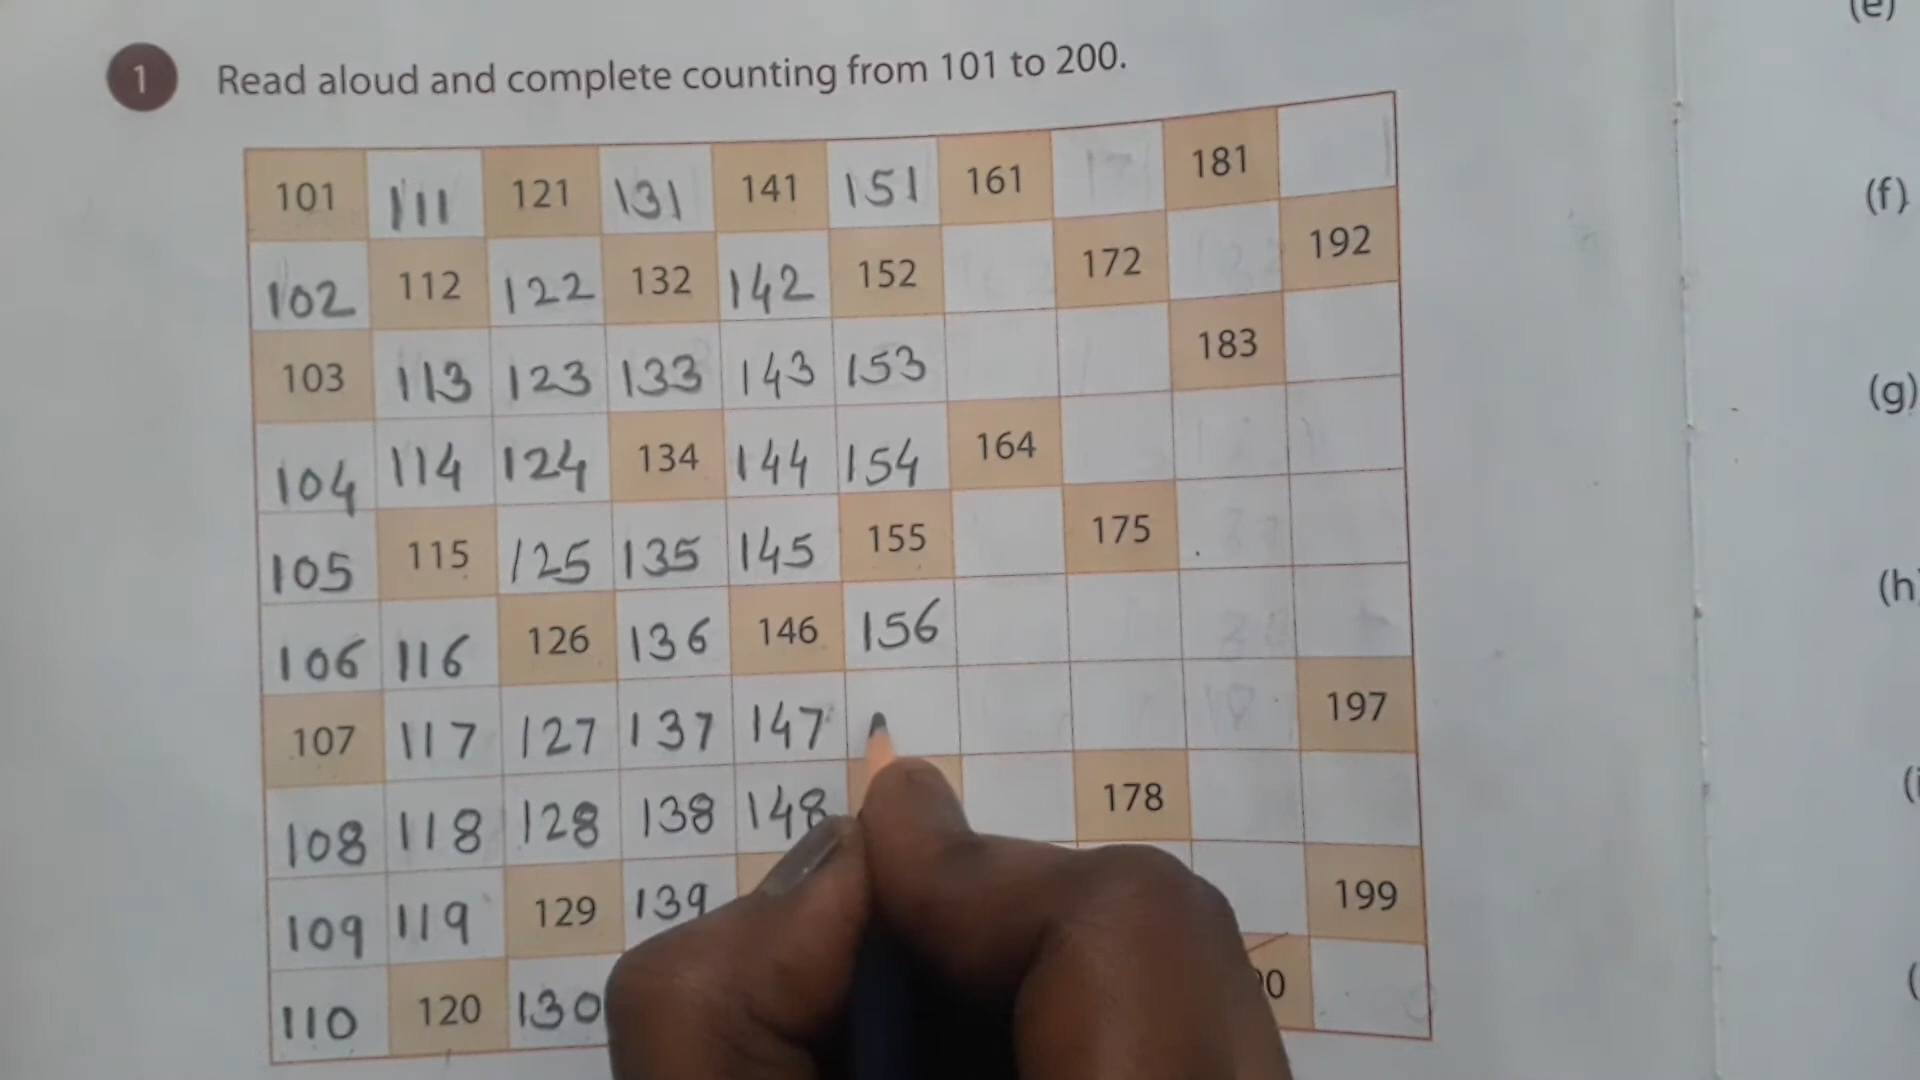 1 Read aloud and complete counting from 101 to 200.
101 111 121 131 141 151 161 181
102 112 122 132 142 152 172 192
103 113 123 133 143 153 183
104 114 124 134 144 154 164
105 115 125 135 145 155 175
106 116 126 136 146 156
107 117 127 137 147 197
108 118 128 138 148 178
109 119 129 139 199
110 120 130
(e)
(f)
(g)
(h)